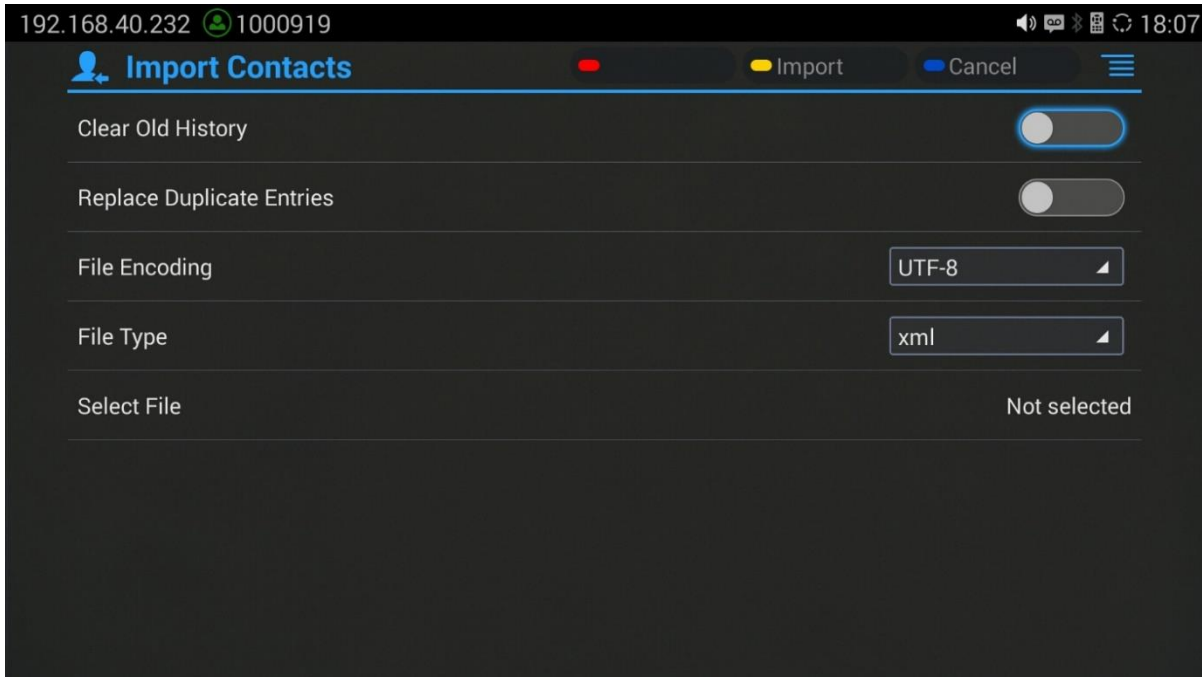 192.168.40.232 1000919 18:07
Import Contacts Import Cancel
Clear Old History
Replace Duplicate Entries
File Encoding UTF-8
File Type xml
Select File Not selected